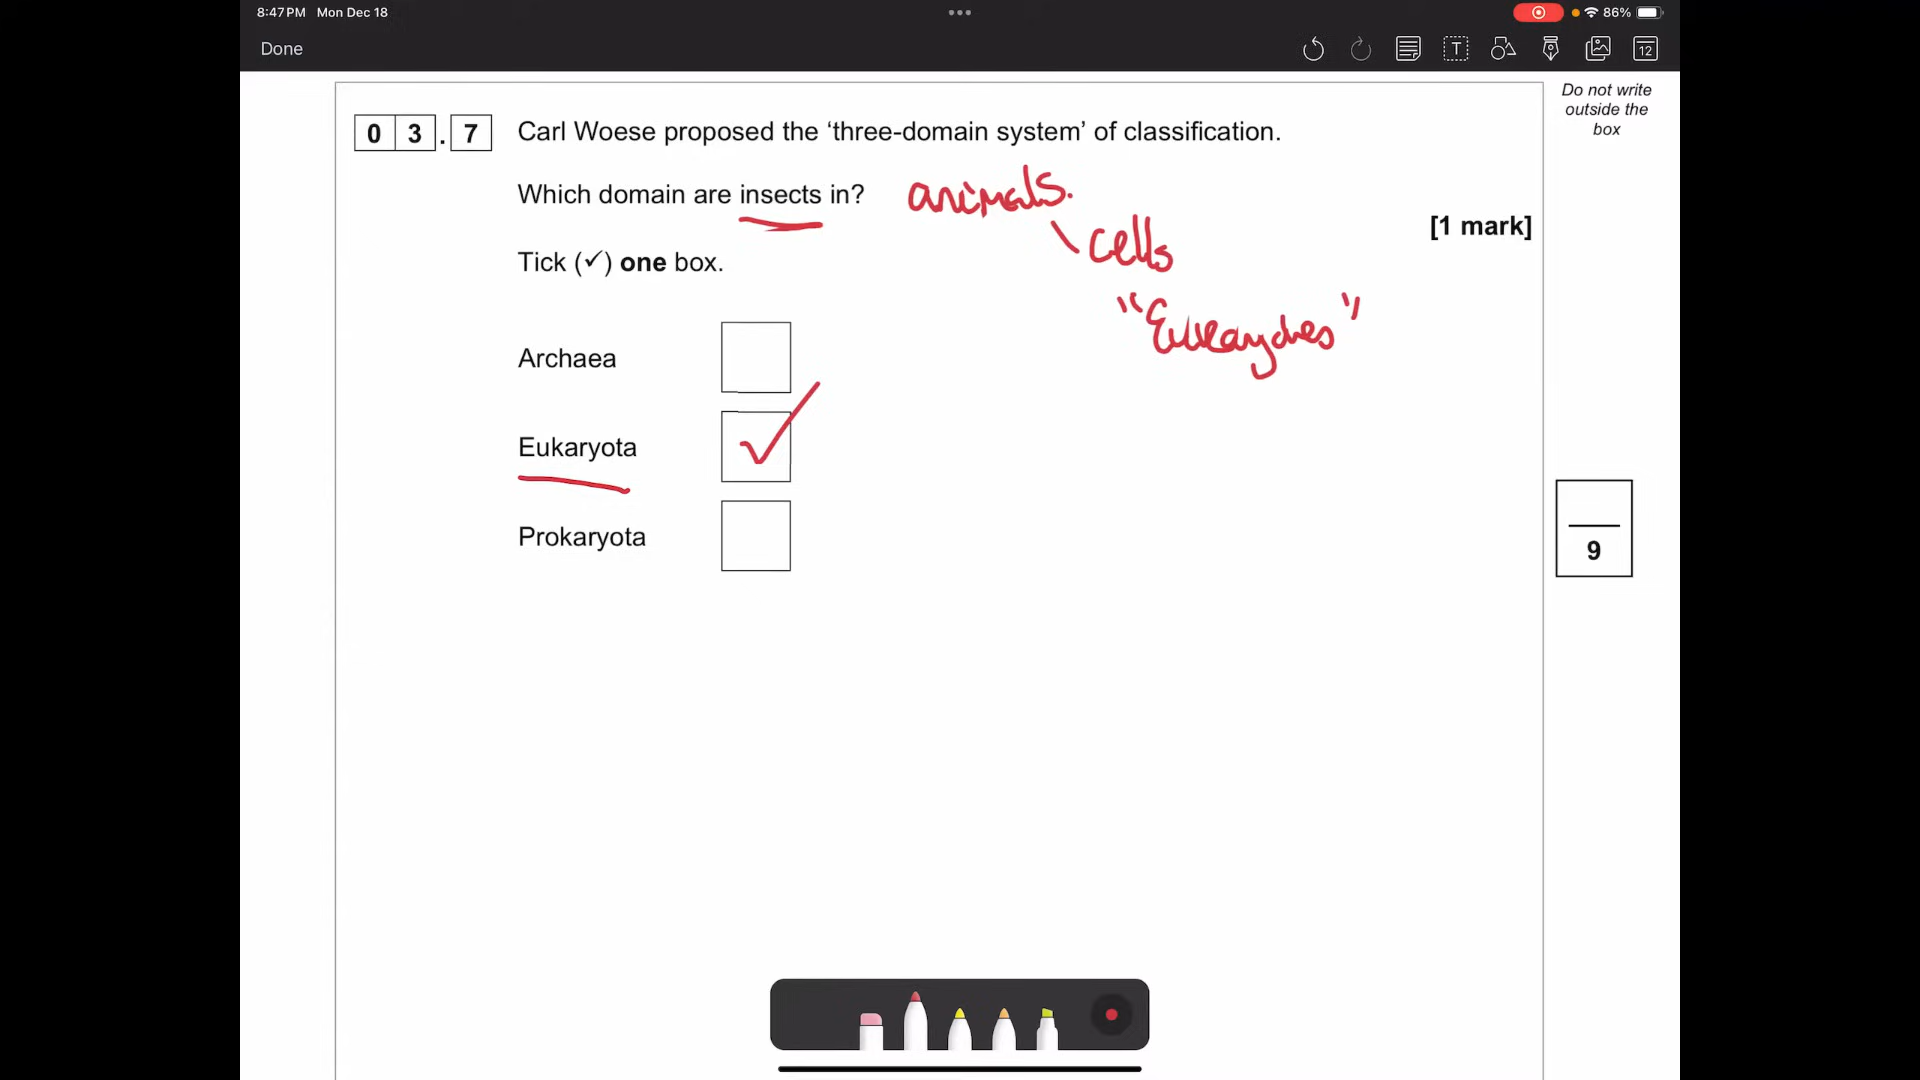 8:47 PM Mon Dec 18
86%
Done
T
12
Do not write
outside the
box
0 3 . 7 Carl Woese proposed the ‘three-domain system’ of classification.
Which domain are insects in? animals.
[1 mark]
cells
Tick (✓) one box.
"Eukaryotes"
Archaea
Eukaryota ✓
Prokaryota
9